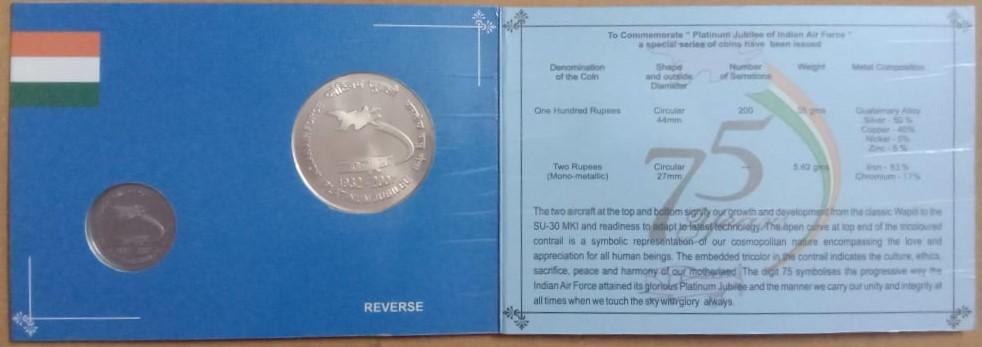 PLATINUM JUBILEE
REVERSE
To Commemorate " Platinum Jubilee of Indian Air Force "
a special series of coins have been issued
Denomination of the Coin
Shape and outside Diameter
Number of Serrations
Weight
Metal Composition
One Hundred Rupees
Circular
44mm
200
35 gms
Quaternary Alloy
Silver - 50 %
Copper - 40%
Nickel - 5%
Zinc - 5 %
Two Rupees
(Mono-metallic)
Circular
27mm
---
5.62 gms
Iron - 83 %
Chromium - 17%
75
Years
The two aircraft at the top and bottom signify our growth and development from the classic Wapiti to the
SU-30 MKI and readiness to adapt to latest technology. The open curve at top end of the tricoloured
contrail is a symbolic representation of our cosmopolitan nature encompassing the love and
appreciation for all human beings. The embedded tricolor in the contrail indicates the culture, ethics,
sacrifice, peace and harmony of our motherland. The digit 75 symbolises the progressive way the
Indian Air Force attained its glorious Platinum Jubilee and the manner we carry our unity and integrity at
all times when we touch the sky with glory always.